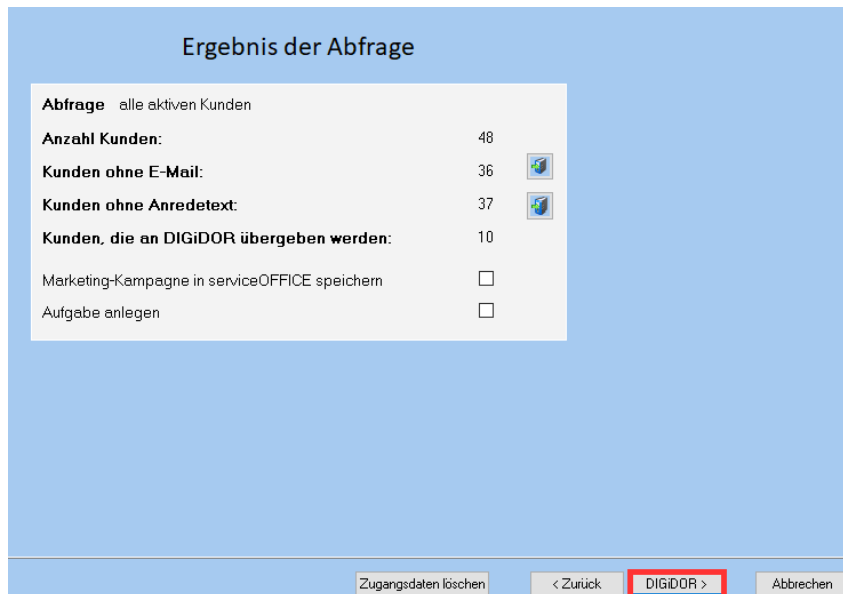 Ergebnis der Abfrage
Abfrage alle aktiven Kunden
Anzahl Kunden: 48
Kunden ohne E-Mail: 36
Kunden ohne Anredetext: 37
Kunden, die an DIGiDOR übergeben werden: 10
Marketing-Kampagne in serviceOFFICE speichern
Aufgabe anlegen
Zugangsdaten löschen < Zurück DIGiDOR > Abbrechen